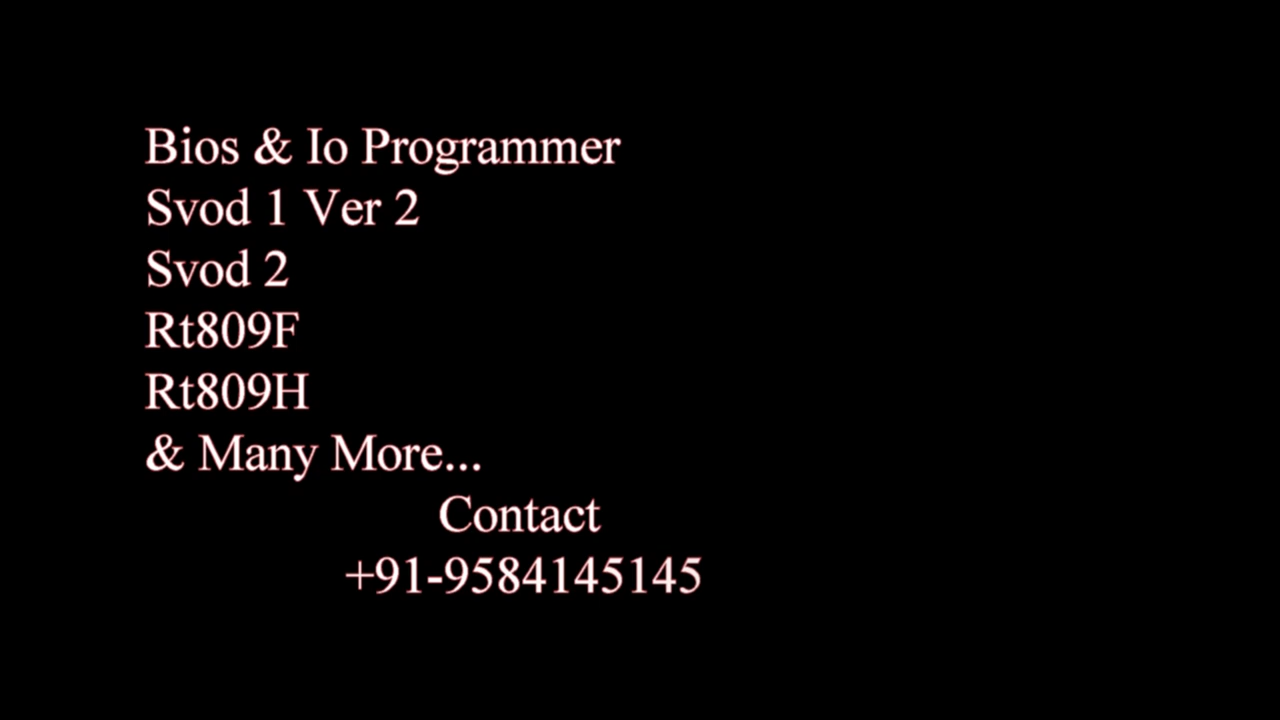 Bios & Io Programmer
Svod 1 Ver 2
Svod 2
Rt809F
Rt809H
& Many More...
Contact
+91-9584145145